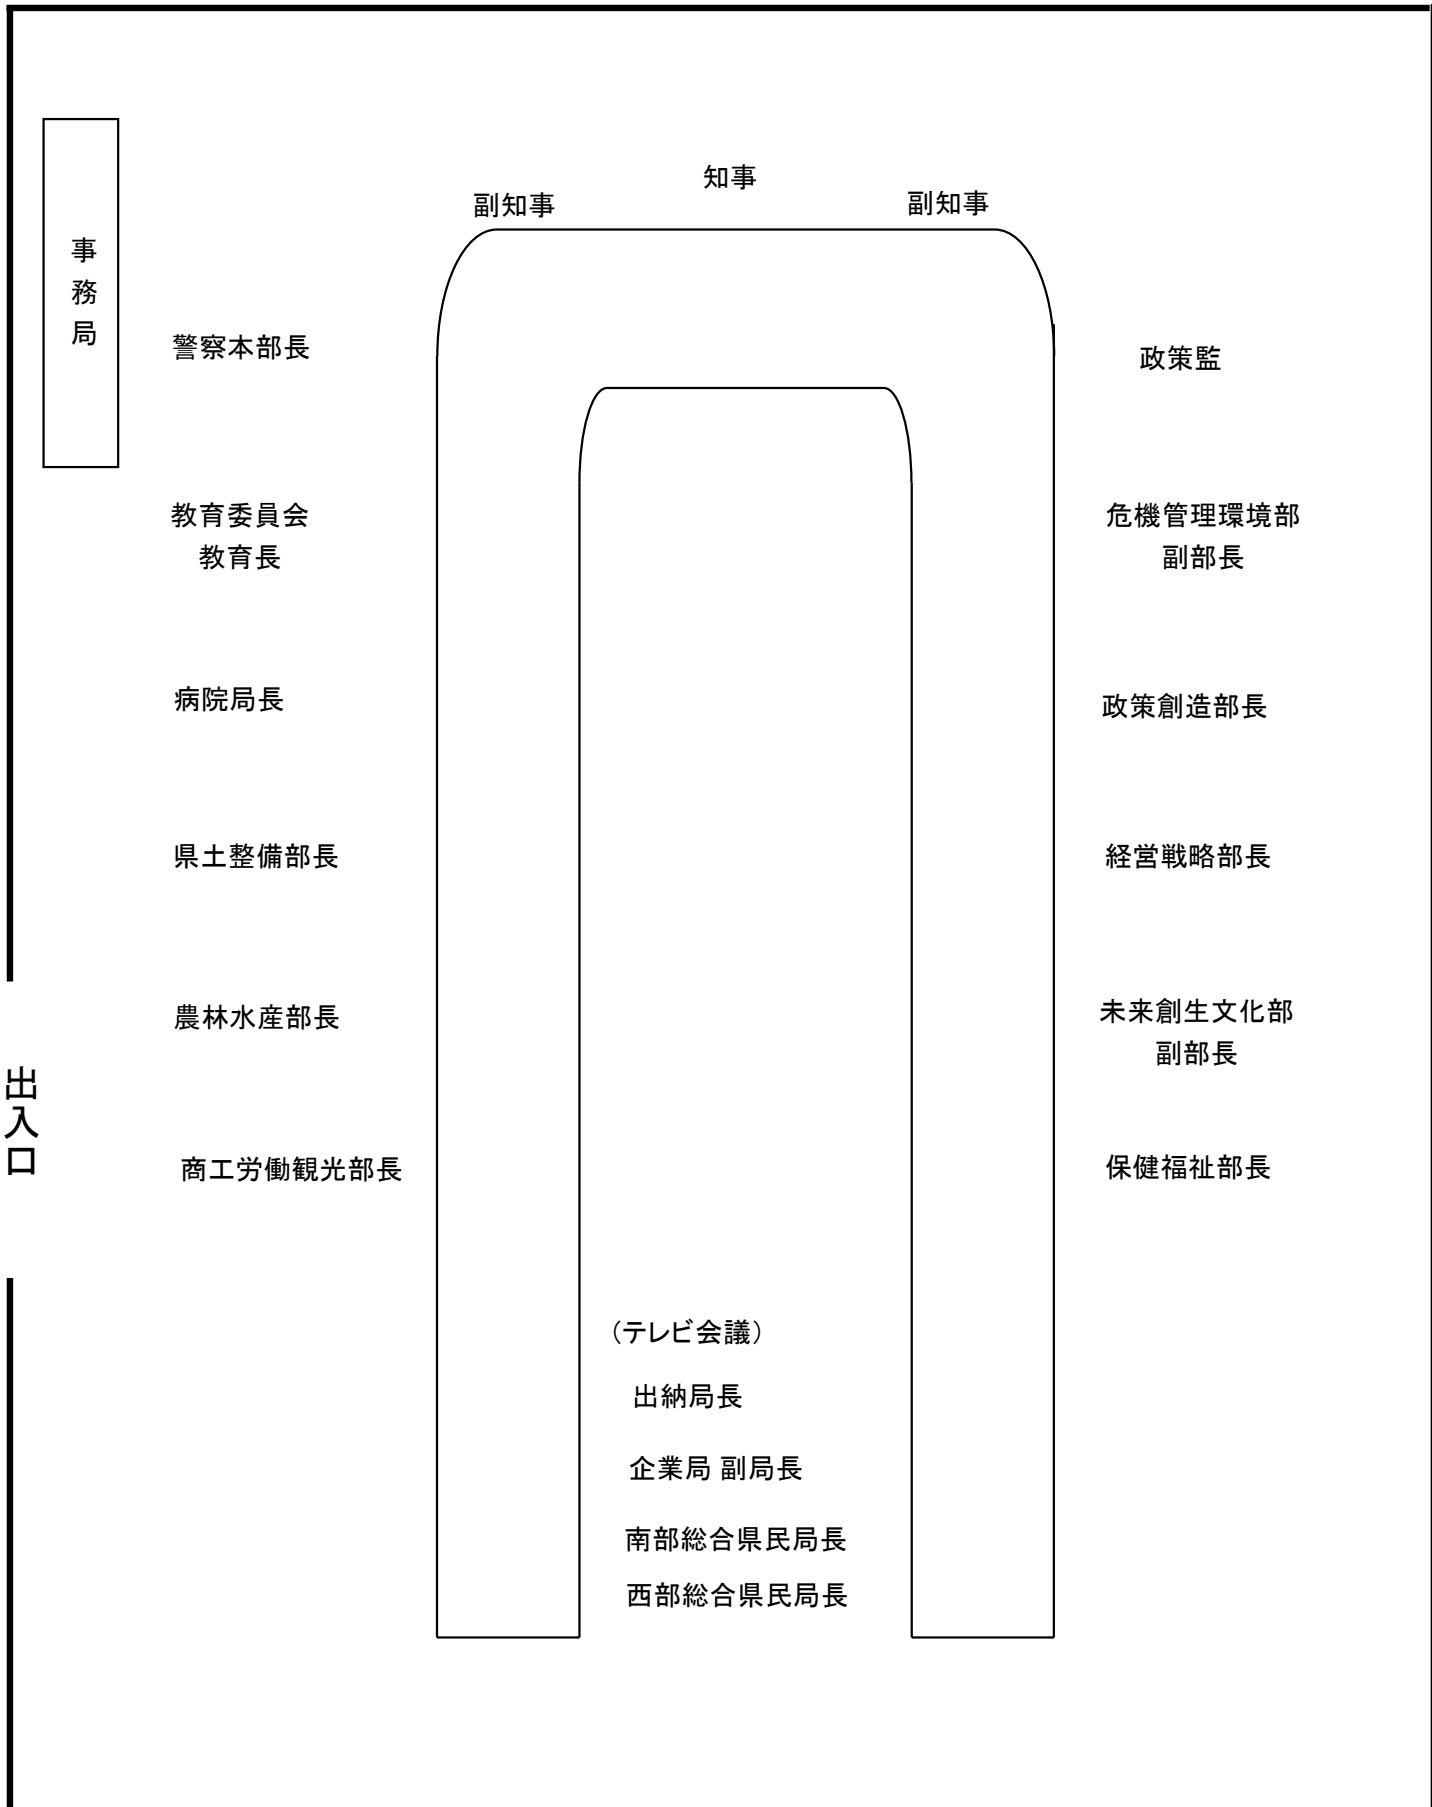 知事
副知事
副知事
事務局
警察本部長
政策監
教育委員会
教育長
危機管理環境部
副部長
病院局長
政策創造部長
県土整備部長
経営戦略部長
農林水産部長
未来創生文化部
副部長
出入口
商工労働観光部長
保健福祉部長
（テレビ会議）
出納局長
企業局 副局長
南部総合県民局長
西部総合県民局長